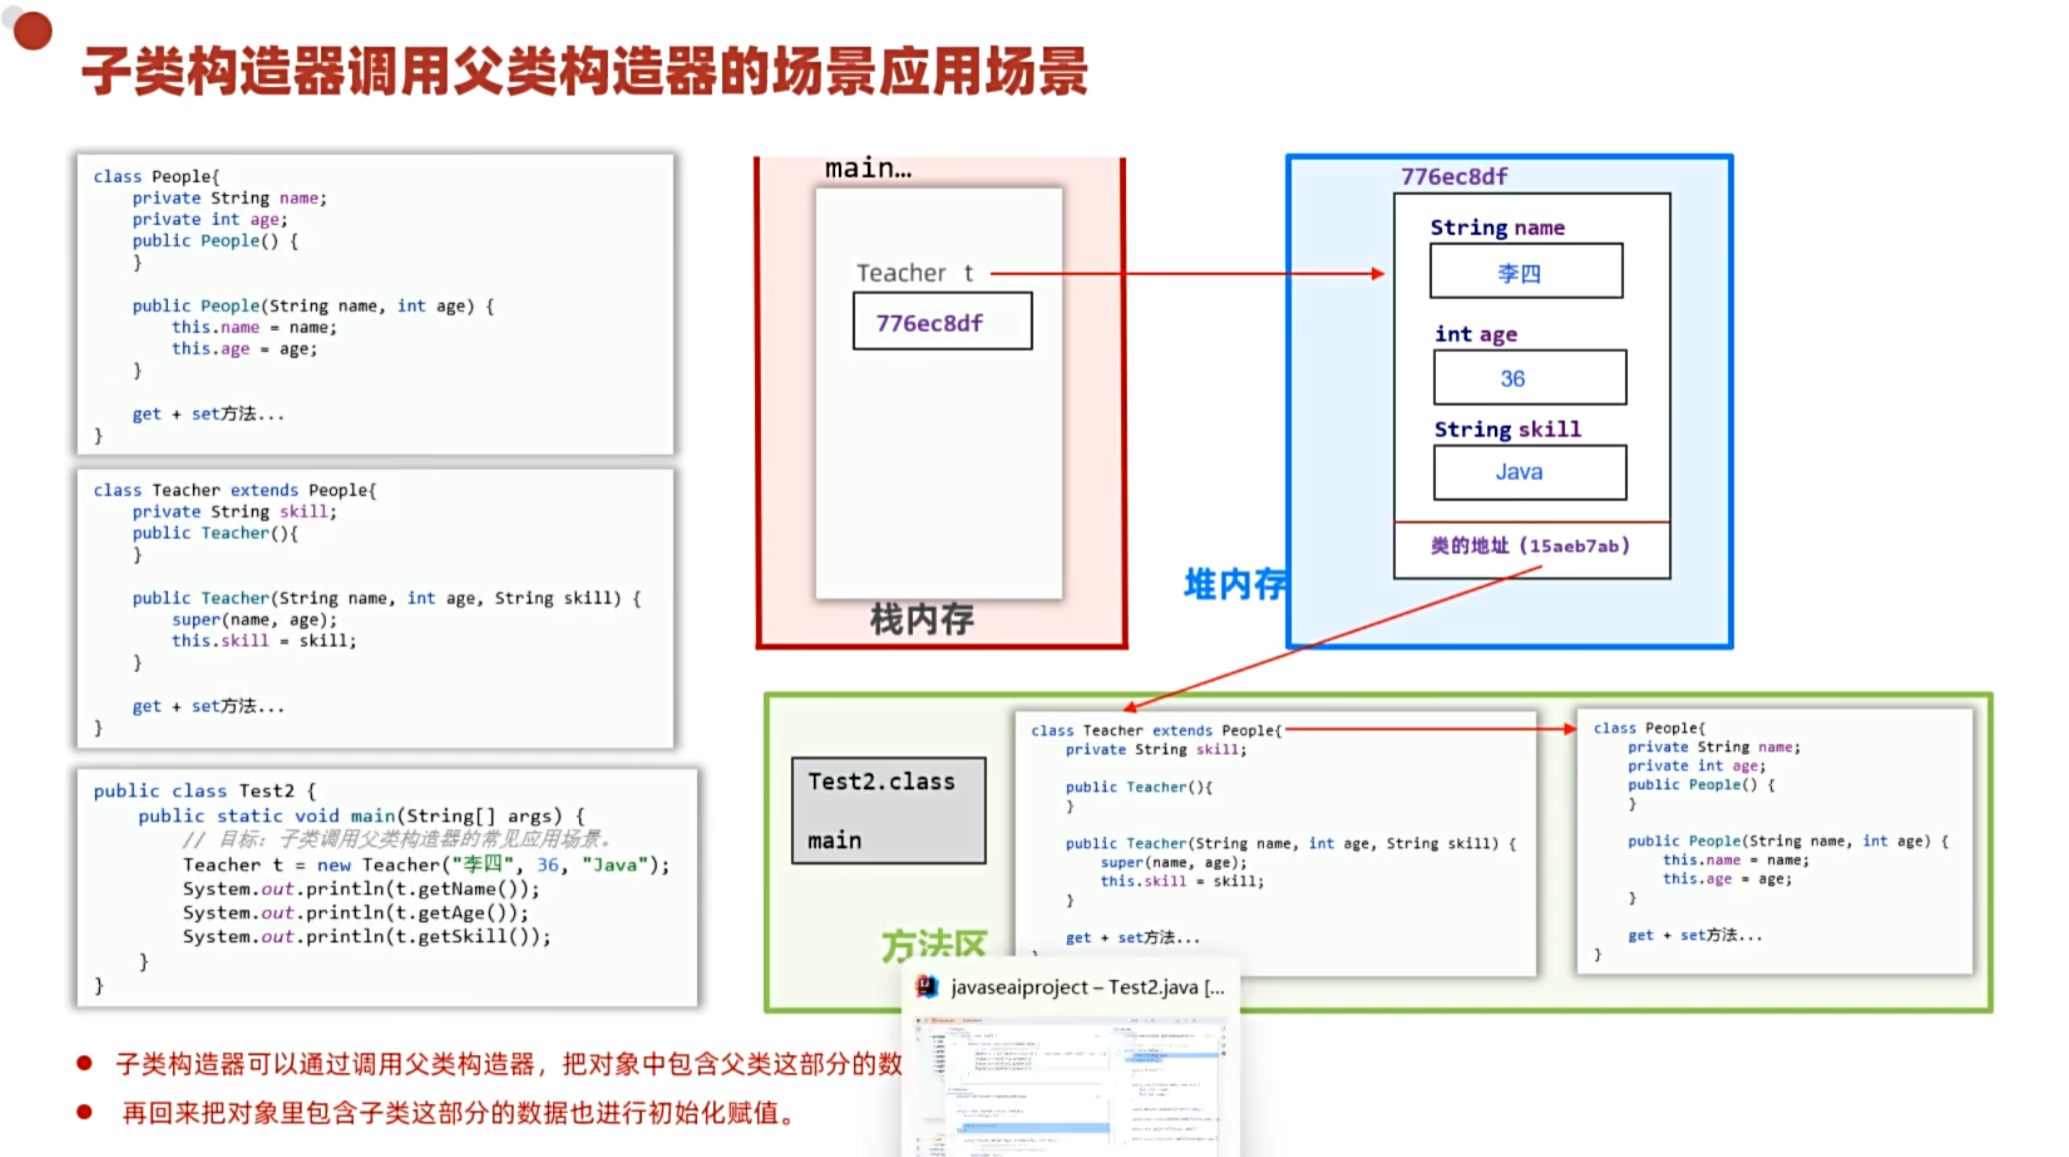 子类构造器调用父类构造器的场景应用场景
class People{
private String name;
private int age;
public People() {
}
public People(String name, int age) {
this.name = name;
this.age = age;
}
get + set方法...
}
class Teacher extends People{
private String skill;
public Teacher(){
}
public Teacher(String name, int age, String skill) {
super(name, age);
this.skill = skill;
}
get + set方法...
}
public class Test2 {
public static void main(String[] args) {
// 目标：子类调用父类构造器的常见应用场景。
Teacher t = new Teacher("李四", 36, "Java");
System.out.println(t.getName());
System.out.println(t.getAge());
System.out.println(t.getSkill());
}
}
main…
Teacher t
776ec8df
栈内存
776ec8df
String name
李四
int age
36
String skill
Java
类的地址（15aeb7ab）
堆内存
Test2.class
main
方法区
class Teacher extends People{
private String skill;
public Teacher(){
}
public Teacher(String name, int age, String skill) {
super(name, age);
this.skill = skill;
}
get + set方法...
}
class People{
private String name;
private int age;
public People() {
}
public People(String name, int age) {
this.name = name;
this.age = age;
}
get + set方法...
}
javaseaiproject – Test2.java [...
子类构造器可以通过调用父类构造器，把对象中包含父类这部分的数
再回来把对象里包含子类这部分的数据也进行初始化赋值。